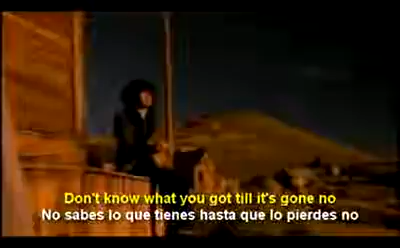 Don't know what you got till it's gone no
No sabes lo que tienes hasta que lo pierdes no